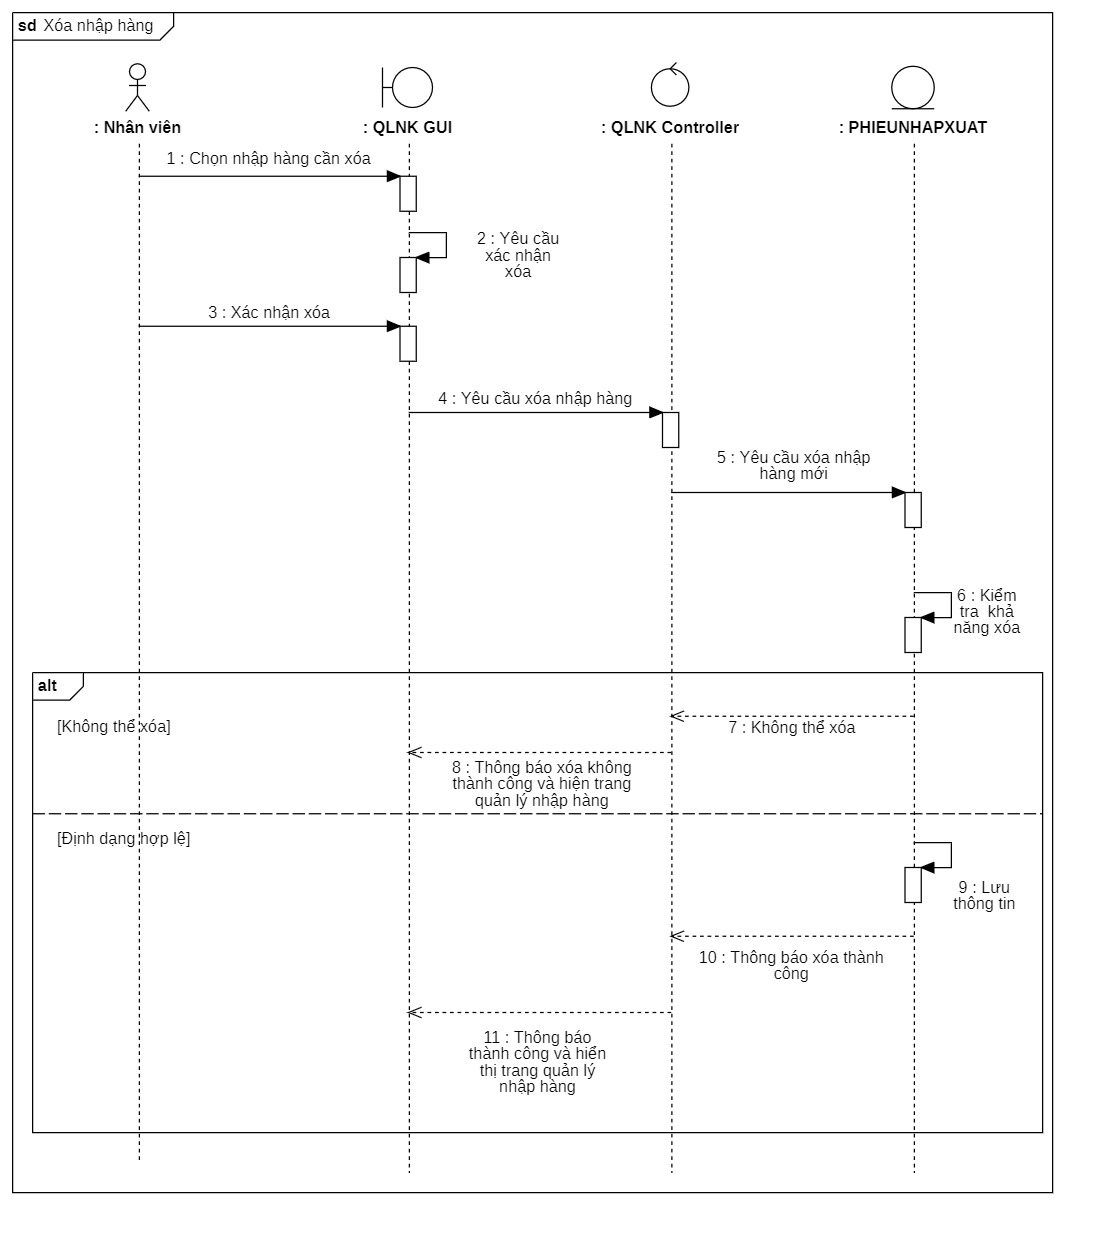 sd Xóa nhập hàng
: Nhân viên
: QLNK GUI
: QLNK Controller
: PHIEUNHAPXUAT
1 : Chọn nhập hàng cần xóa
2 : Yêu cầu
xác nhận
xóa
3 : Xác nhận xóa
4 : Yêu cầu xóa nhập hàng
5 : Yêu cầu xóa nhập
hàng mới
6 : Kiểm
tra  khả
năng xóa
alt
[Không thể xóa]
7 : Không thể xóa
8 : Thông báo xóa không
thành công và hiện trang
quản lý nhập hàng
[Định dạng hợp lệ]
9 : Lưu
thông tin
10 : Thông báo xóa thành
công
11 : Thông báo
thành công và hiển
thị trang quản lý
nhập hàng